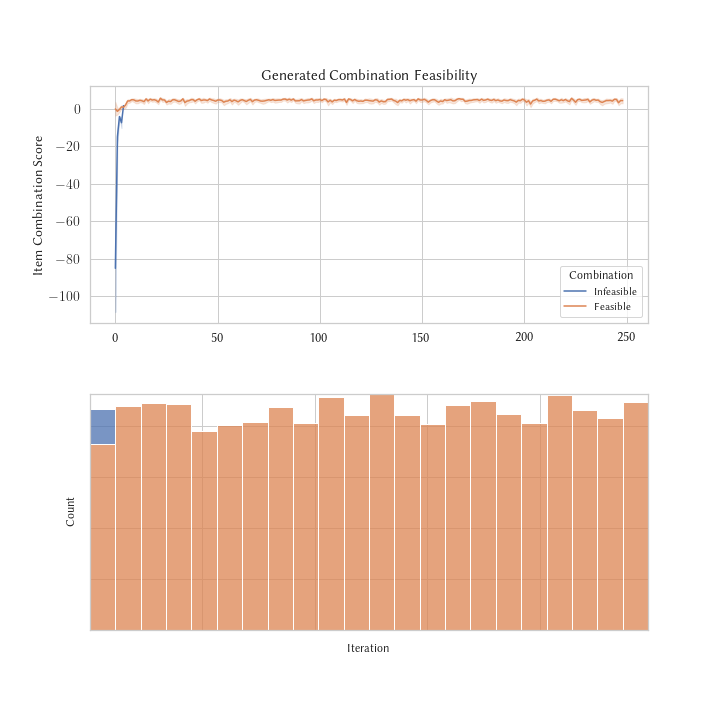 Generated Combination Feasibility
Item Combination Score
0
−20
−40
−60
−80
−100
Combination
Infeasible
Feasible
0 50 100 150 200 250
Count
Iteration